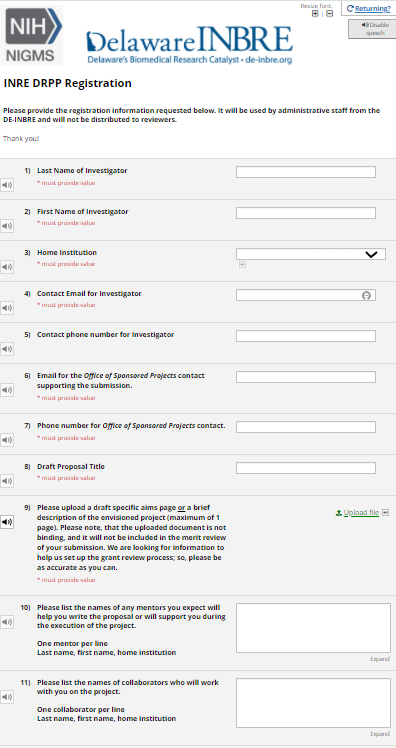 Resize font:
Returning?
Disable
speech
NIH
NIGMS
DelawareINBRE
Delaware's Biomedical Research Catalyst • de-inbre.org
INRE DRPP Registration
Please provide the registration information requested below. It will be used by administrative staff from the
DE-INBRE and will not be distributed to reviewers.
Thank you!
1) Last Name of Investigator
* must provide value
2) First Name of Investigator
* must provide value
3) Home Institution
* must provide value
4) Contact Email for Investigator
* must provide value
5) Contact phone number for Investigator
6) Email for the Office of Sponsored Projects contact
supporting the submission.
* must provide value
7) Phone number for Office of Sponsored Projects contact.
* must provide value
8) Draft Proposal Title
* must provide value
9) Please upload a draft specific aims page or a brief
description of the envisioned project (maximum of 1
page). Please note, that the uploaded document is not
binding, and it will not be included in the merit review
of your submission. We are looking for information to
help us set up the grant review process; so, please be
as accurate as you can.
* must provide value
Upload file
10) Please list the names of any mentors you expect will
help you write the proposal or will support you during
the execution of the project.
One mentor per line
Last name, first name, home institution
Expand
11) Please list the names of collaborators who will work
with you on the project.
One collaborator per line
Last name, first name, home institution
Expand